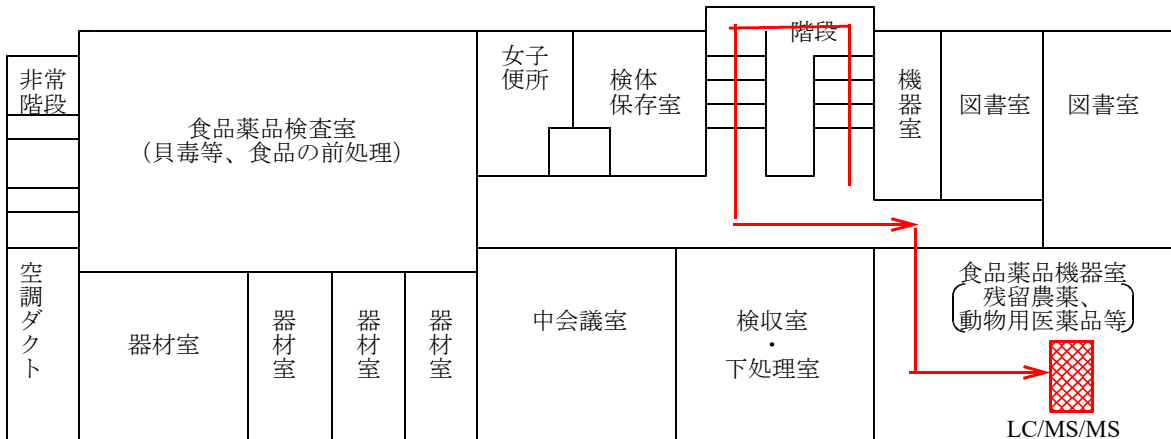 非常
階段
食品薬品検査室
（貝毒等、食品の前処理）
女子
便所
検体
保存室
階段
機器室
図書室
図書室
空調ダクト
器材室
器材室
器材室
器材室
中会議室
検収室
・
下処理室
食品薬品機器室
残留農薬、
動物用医薬品等
LC/MS/MS